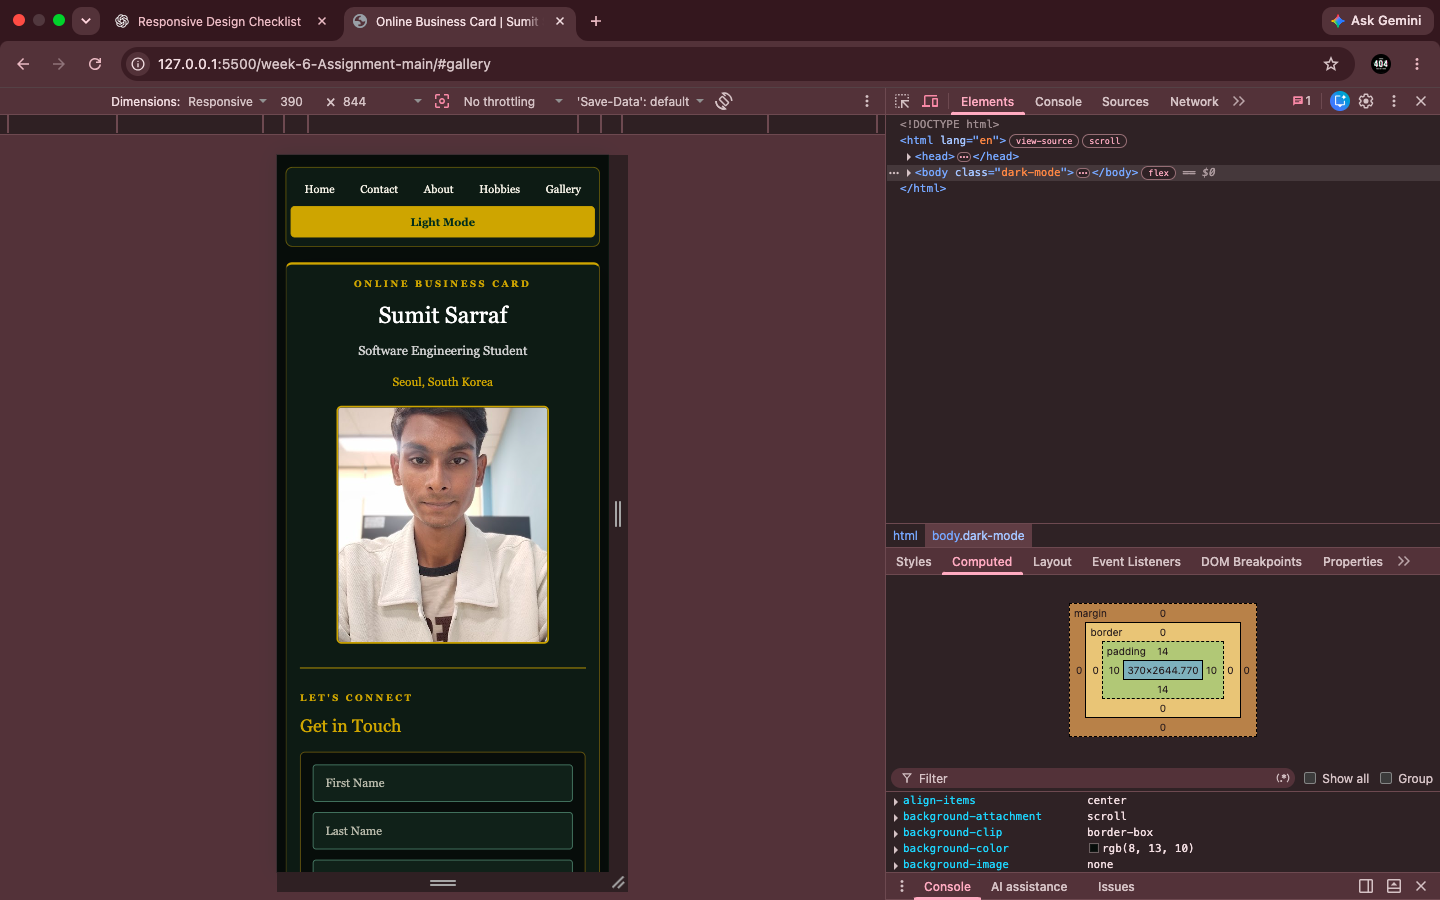 Responsive Design Checklist
Online Business Card | Sumit
Ask Gemini
127.0.0.1:5500/week-6-Assignment-main/#gallery
404
Dimensions: Responsive 390 × 844 No throttling 'Save-Data': default
Elements Console Sources Network 1
<!DOCTYPE html>
<html lang="en"> view-source scroll
<head> </head>
<body class="dark-mode"> </body> flex == $0
</html>
Home Contact About Hobbies Gallery
Light Mode
ONLINE BUSINESS CARD
Sumit Sarraf
Software Engineering Student
Seoul, South Korea
LET'S CONNECT
Get in Touch
First Name
Last Name
html body.dark-mode
Styles Computed Layout Event Listeners DOM Breakpoints Properties
margin 0
border 0
padding 14
0 0 10 370×2644.770 10 0 0
14
0
0
Filter (.*) Show all Group
align-items center
background-attachment scroll
background-clip border-box
background-color rgb(8, 13, 10)
background-image none
Console AI assistance Issues